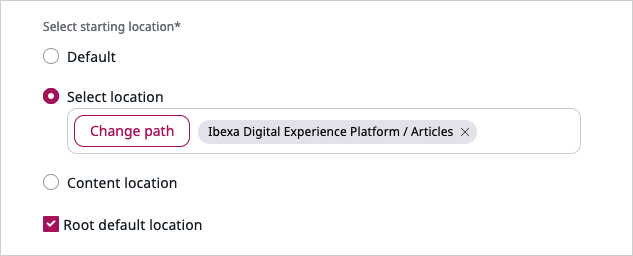 Select starting location*
Default
Select location
Change path Ibexa Digital Experience Platform / Articles
Content location
Root default location